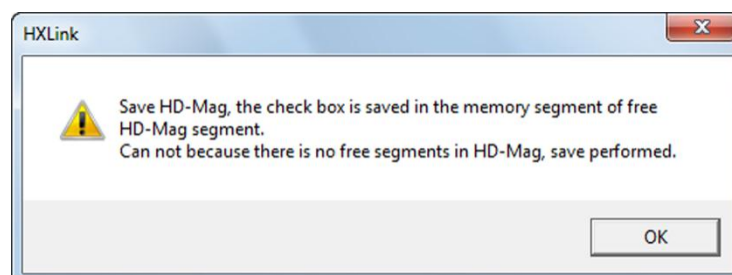 HXLink
Save HD-Mag, the check box is saved in the memory segment of free
HD-Mag segment.
Can not because there is no free segments in HD-Mag, save performed.
OK